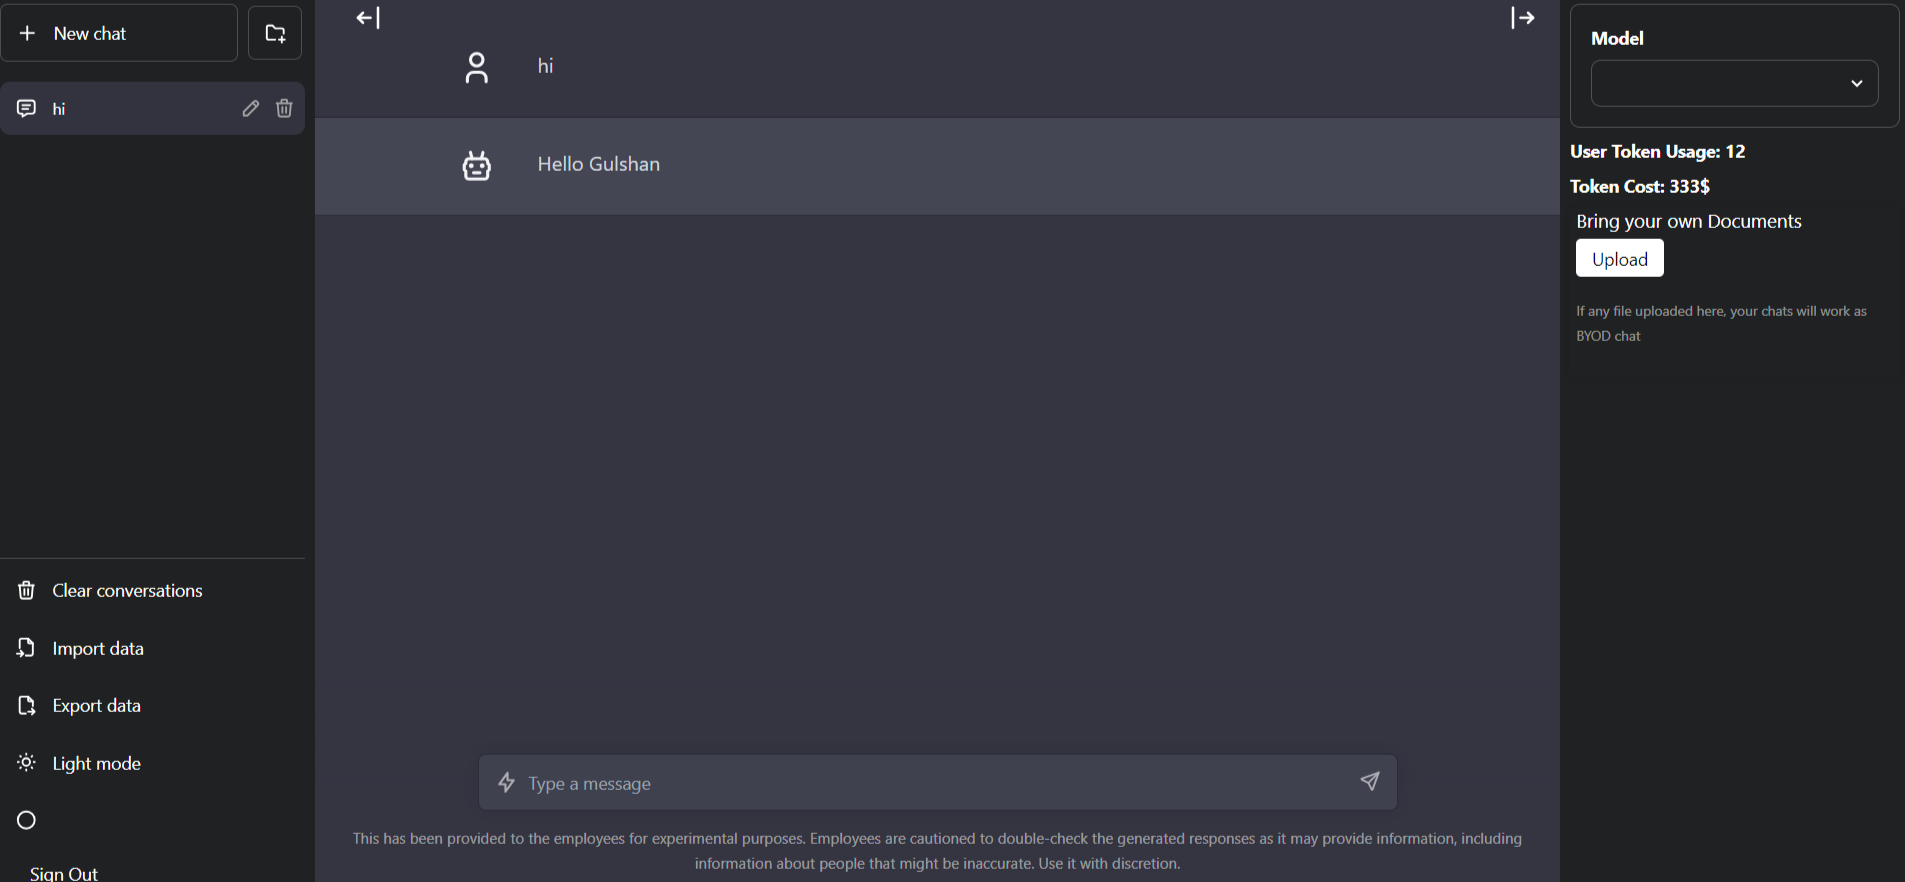 New chat
hi
Clear conversations
Import data
Export data
Light mode
Sign Out
hi
Hello Gulshan
Type a message
This has been provided to the employees for experimental purposes. Employees are cautioned to double-check the generated responses as it may provide information, including
information about people that might be inaccurate. Use it with discretion.
Model
User Token Usage: 12
Token Cost: 333$
Bring your own Documents
Upload
If any file uploaded here, your chats will work as
BYOD chat